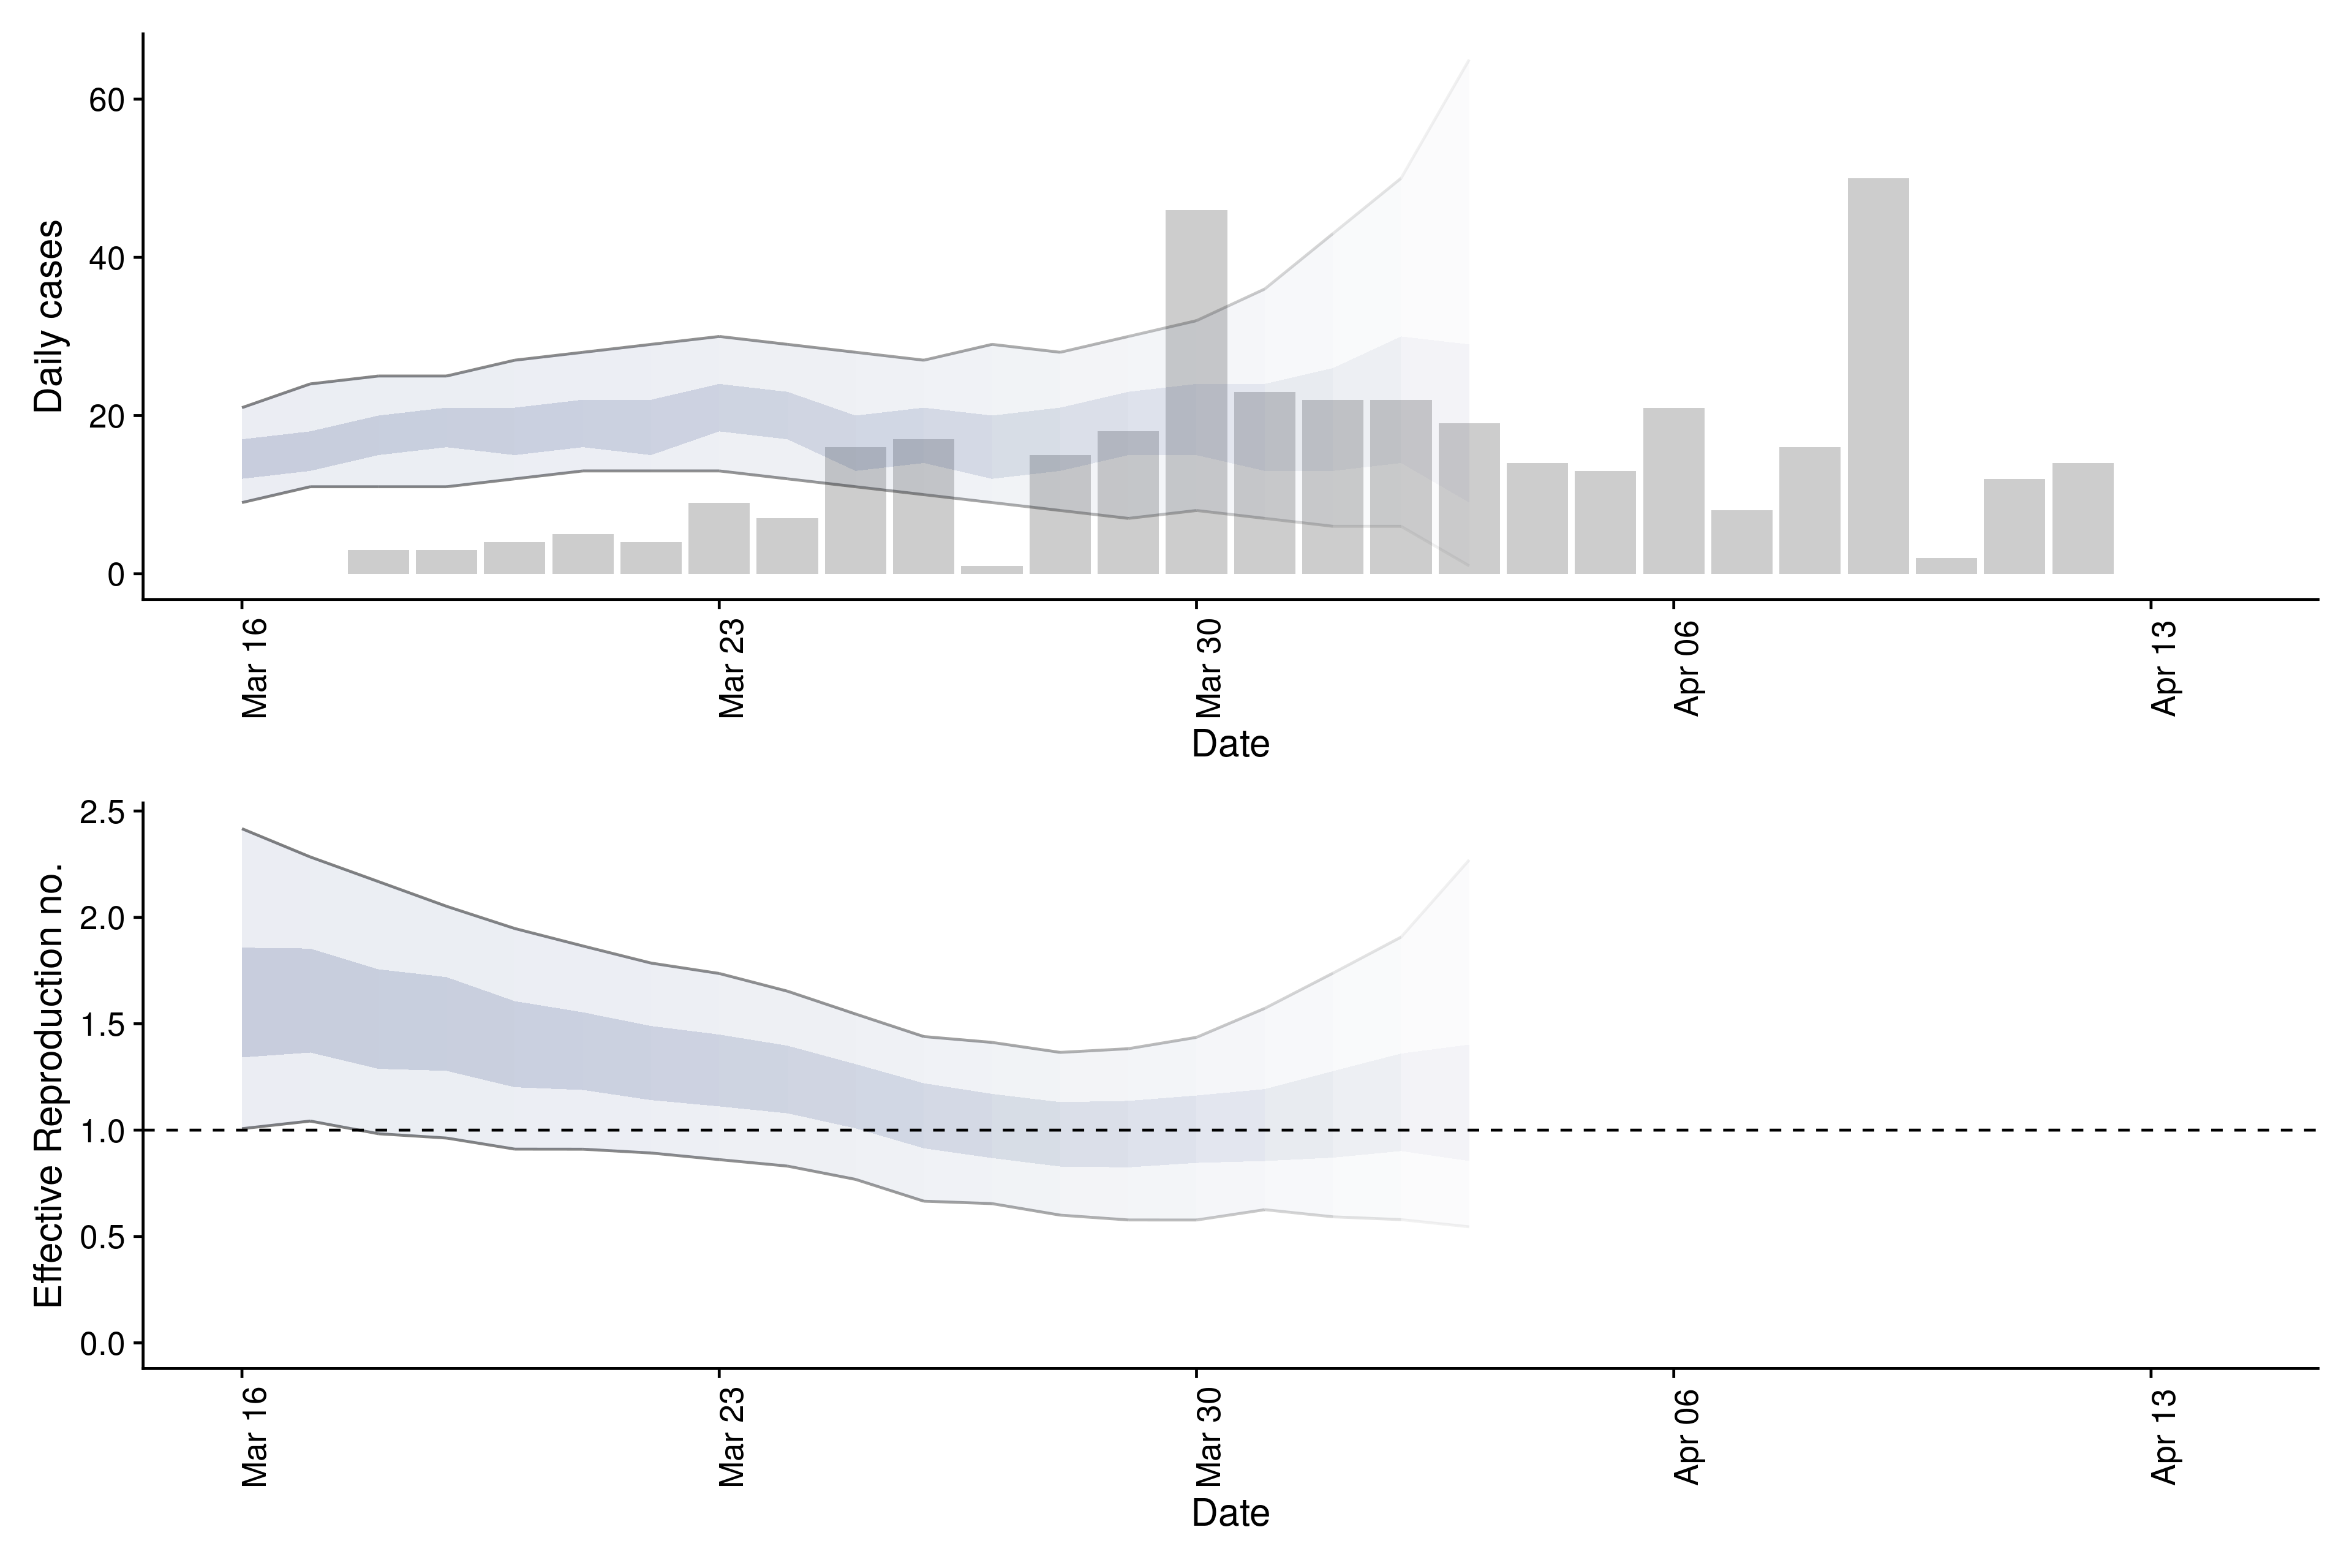 Daily cases
60
40
20
0
Mar 16
Mar 23
Mar 30
Apr 06
Apr 13
Date
Effective Reproduction no.
2.5
2.0
1.5
1.0
0.5
0.0
Mar 16
Mar 23
Mar 30
Apr 06
Apr 13
Date